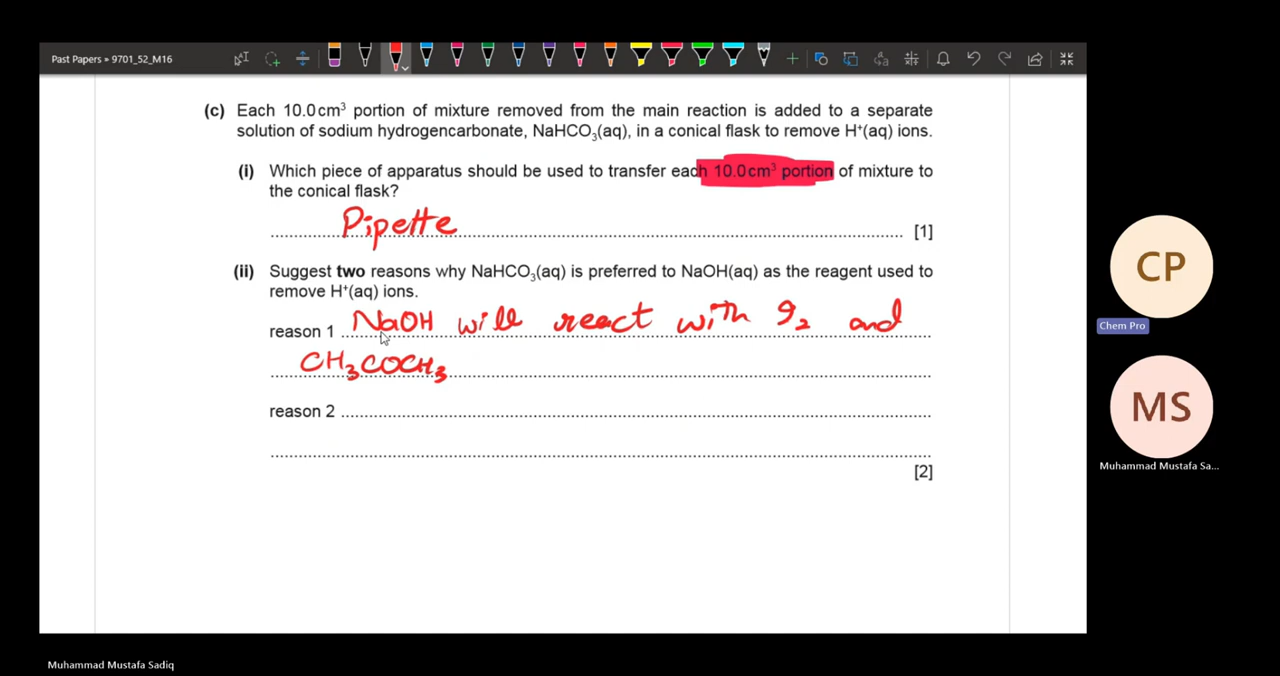 Past Papers » 9701_52_M16
(c) Each 10.0 cm³ portion of mixture removed from the main reaction is added to a separate
solution of sodium hydrogencarbonate, NaHCO₃(aq), in a conical flask to remove H⁺(aq) ions.
(i) Which piece of apparatus should be used to transfer each 10.0 cm³ portion of mixture to
the conical flask?
Pipette [1]
(ii) Suggest two reasons why NaHCO₃(aq) is preferred to NaOH(aq) as the reagent used to
remove H⁺(aq) ions.
reason 1 NaOH will react with I₂ and
CH₃COCH₃
reason 2
[2]
CP
Chem Pro
MS
Muhammad Mustafa Sa...
Muhammad Mustafa Sadiq